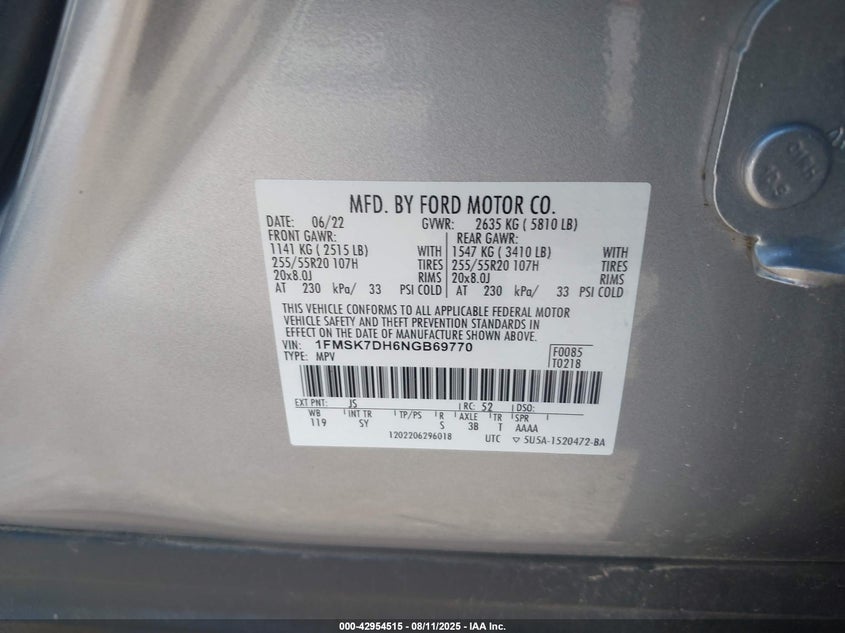 MFD. BY FORD MOTOR CO.
DATE: 06/22 GVWR: 2635 KG ( 5810 LB)
FRONT GAWR: REAR GAWR:
1141 KG ( 2515 LB) WITH 1547 KG ( 3410 LB) WITH
255/55R20 107H TIRES 255/55R20 107H TIRES
20x8.0J RIMS 20x8.0J RIMS
AT 230 kPa/ 33 PSI COLD AT 230 kPa/ 33 PSI COLD
THIS VEHICLE CONFORMS TO ALL APPLICABLE FEDERAL MOTOR
VEHICLE SAFETY AND THEFT PREVENTION STANDARDS IN
EFFECT ON THE DATE OF MANUFACTURE SHOWN ABOVE.
VIN: 1FMSK7DH6NGB69770 F0085
TYPE: MPV T0218
EXT PNT: JS RC: 52 DSO:
WB INT TR TP/PS R AXLE TR SPR
119 SY S 3B T AAAA
1202206296018 UTC ▽ 5U5A-1520472-BA
000-42954515 - 08/11/2025 - IAA Inc.